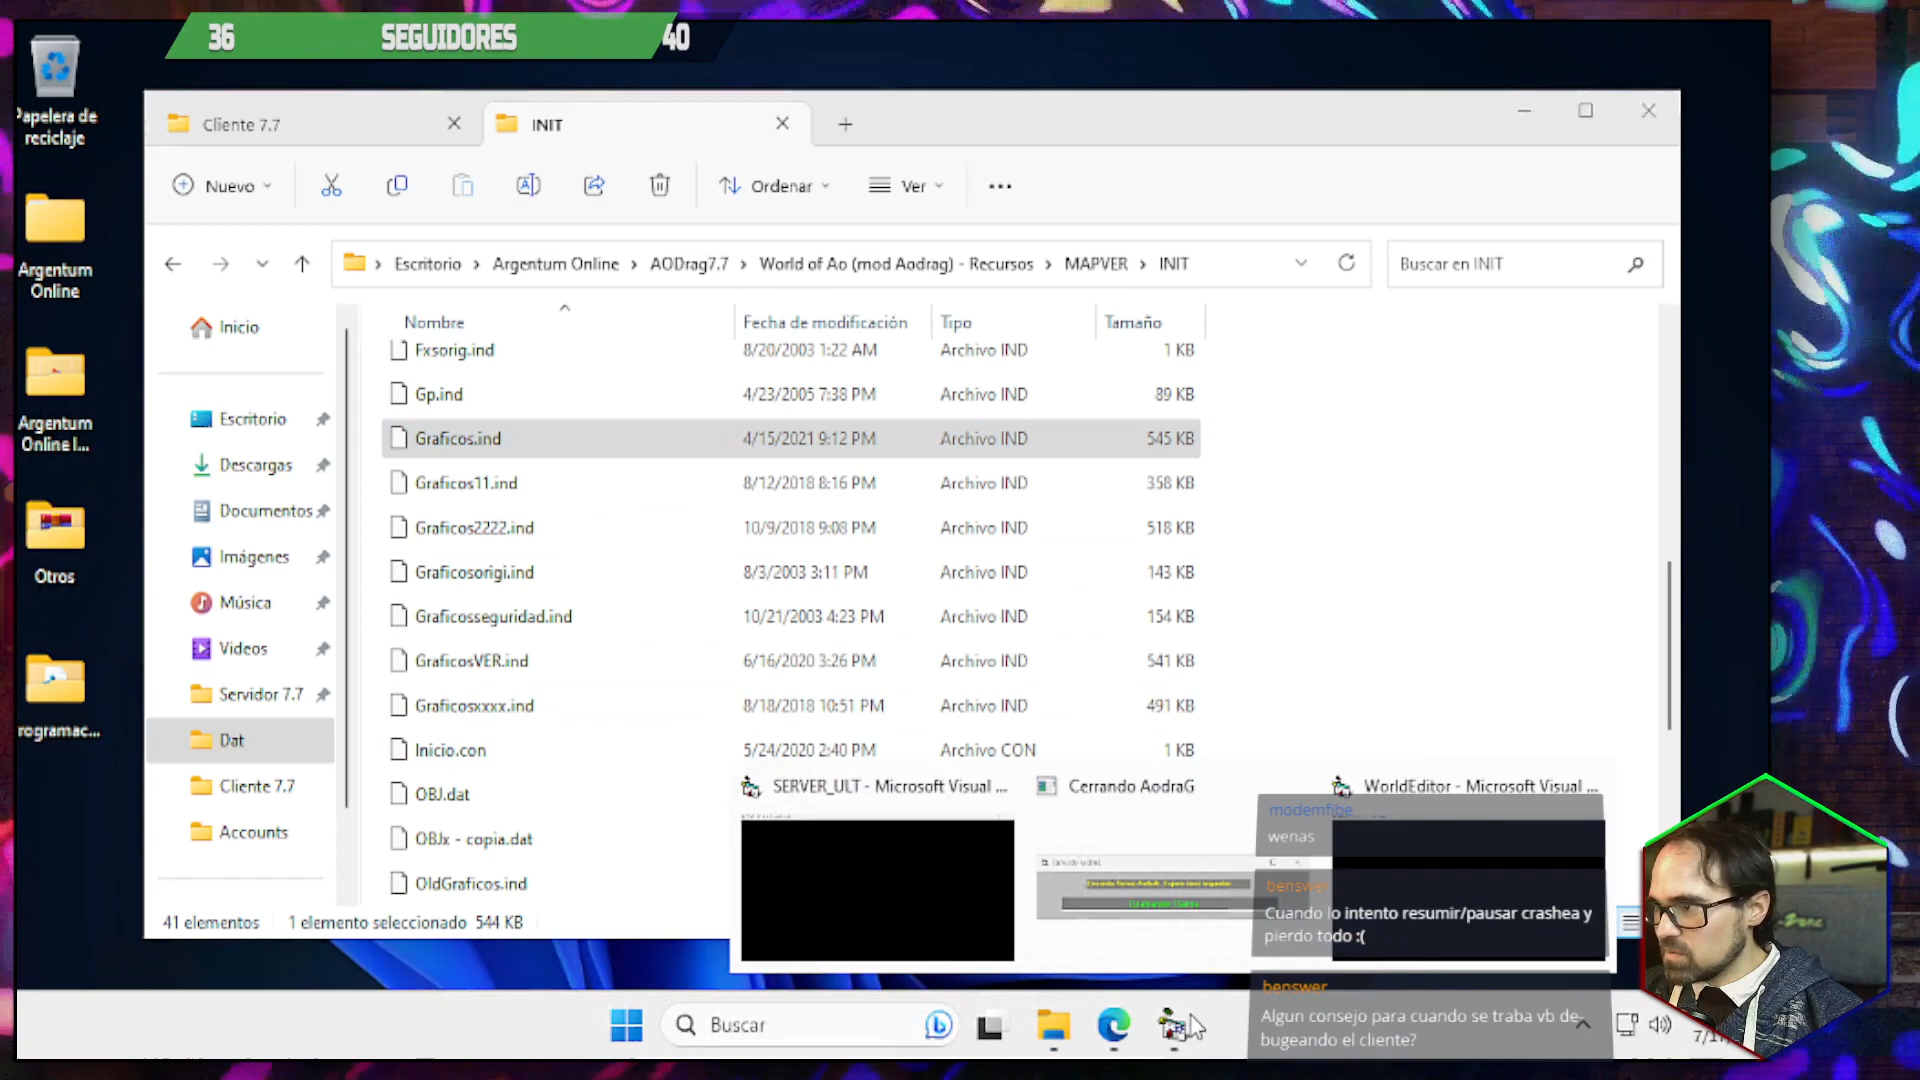 36 SEGUIDORES 40
Papelera de
reciclaje
Argentum
Online
Argentum
Online I...
Otros
rogramac...
Cliente 7.7
INIT
Nuevo
Ordenar
Ver
Escritorio > Argentum Online > AODrag7.7 > World of Ao (mod Aodrag) - Recursos > MAPVER > INIT
Buscar en INIT
Inicio
Escritorio
Descargas
Documentos
Imágenes
Música
Videos
Servidor 7.7
Dat
Cliente 7.7
Accounts
Nombre Fecha de modificación Tipo Tamaño
Fxsorig.ind 8/20/2003 1:22 AM Archivo IND 1 KB
Gp.ind 4/23/2005 7:38 PM Archivo IND 89 KB
Graficos.ind 4/15/2021 9:12 PM Archivo IND 545 KB
Graficos11.ind 8/12/2018 8:16 PM Archivo IND 358 KB
Graficos2222.ind 10/9/2018 9:08 PM Archivo IND 518 KB
Graficosorigi.ind 8/3/2003 3:11 PM Archivo IND 143 KB
Graficosseguridad.ind 10/21/2003 4:23 PM Archivo IND 154 KB
GraficosVER.ind 6/16/2020 3:26 PM Archivo IND 541 KB
Graficosxxxx.ind 8/18/2018 10:51 PM Archivo IND 491 KB
Inicio.con 5/24/2020 2:40 PM Archivo CON 1 KB
OBJ.dat
OBJx - copia.dat
OldGraficos.ind
41 elementos 1 elemento seleccionado 544 KB
SERVER_ULT - Microsoft Visual ...
Cerrando AodraG
WorldEditor - Microsoft Visual ...
modemfibe
wenas
benswer
Cuando lo intento resumir/pausar crashea y
pierdo todo :(
benswer
Algun consejo para cuando se traba vb de-
bugeando el cliente?
Buscar